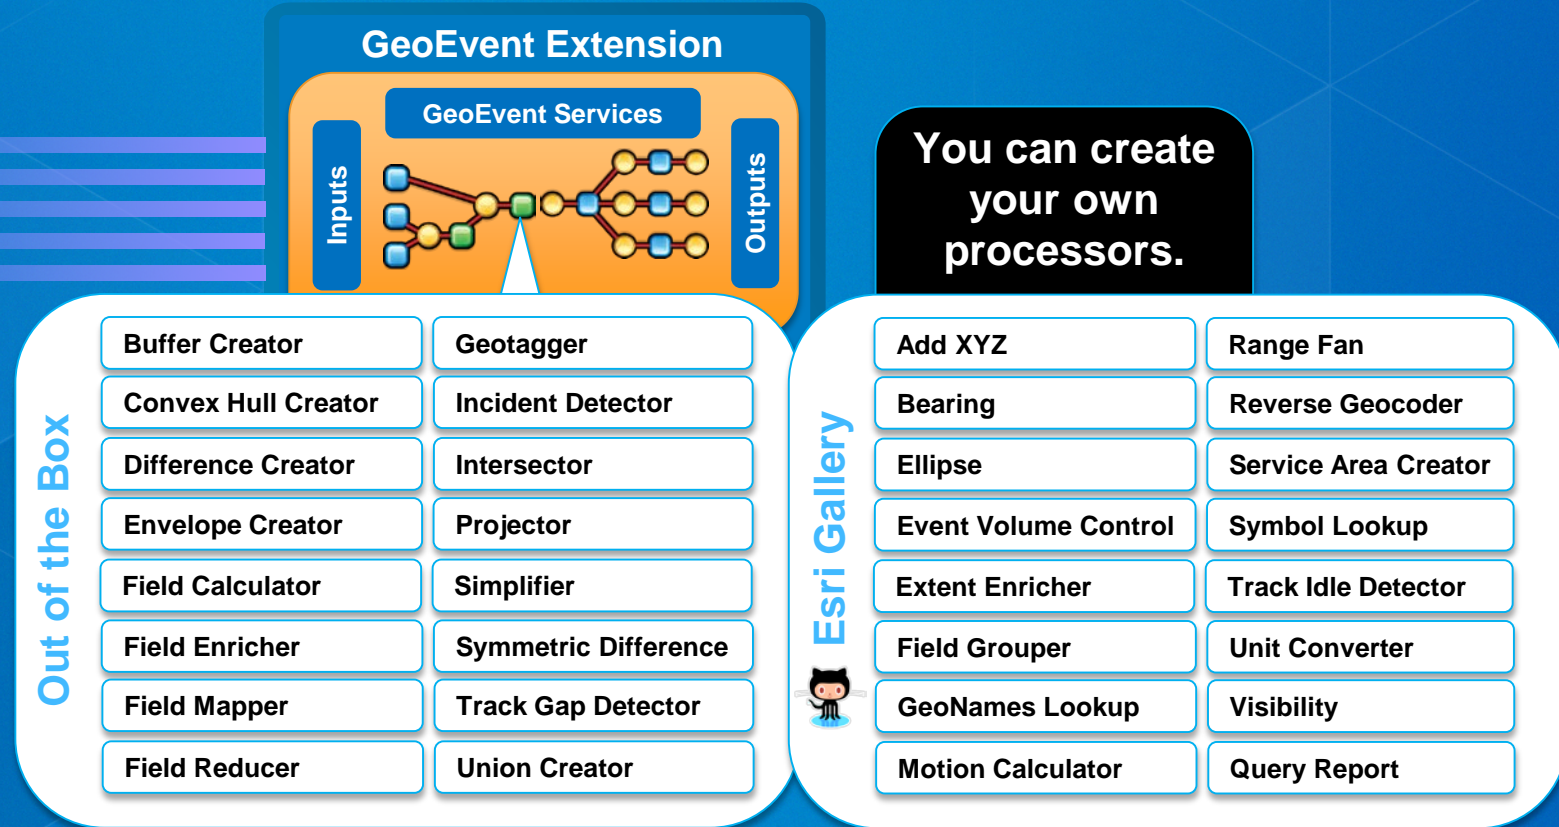 GeoEvent Extension
GeoEvent Services
Inputs
Outputs
You can create
your own
processors.
Out of the Box
Buffer Creator
Geotagger
Convex Hull Creator
Incident Detector
Difference Creator
Intersector
Envelope Creator
Projector
Field Calculator
Simplifier
Field Enricher
Symmetric Difference
Field Mapper
Track Gap Detector
Field Reducer
Union Creator
Esri Gallery
Add XYZ
Range Fan
Bearing
Reverse Geocoder
Ellipse
Service Area Creator
Event Volume Control
Symbol Lookup
Extent Enricher
Track Idle Detector
Field Grouper
Unit Converter
GeoNames Lookup
Visibility
Motion Calculator
Query Report